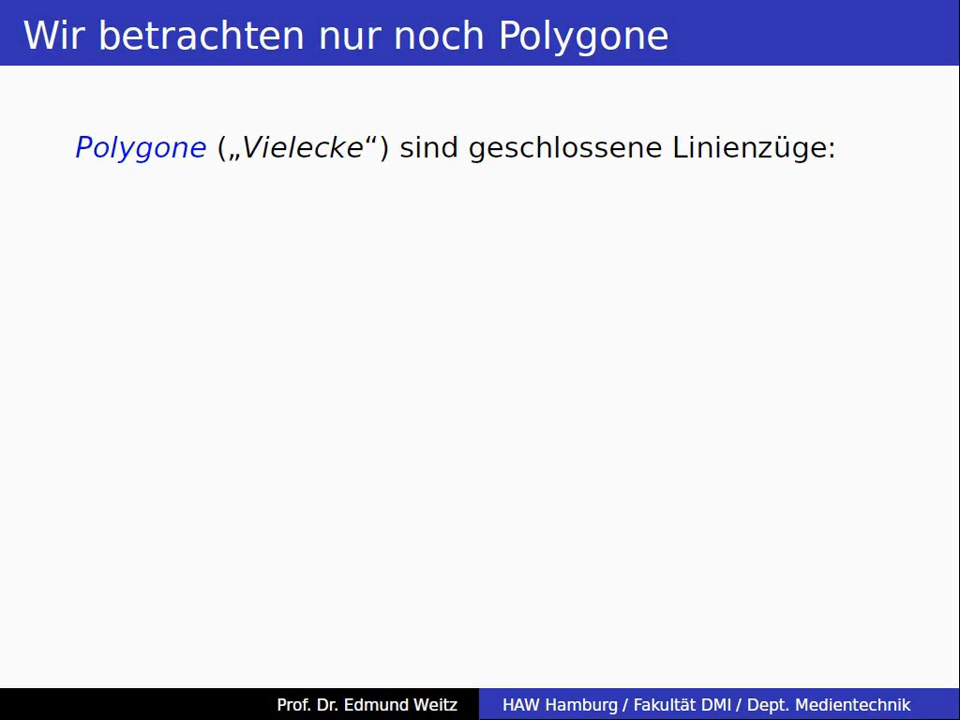 Wir betrachten nur noch Polygone
Polygone („Vielecke“) sind geschlossene Linienzüge:
Prof. Dr. Edmund Weitz
HAW Hamburg / Fakultät DMI / Dept. Medientechnik